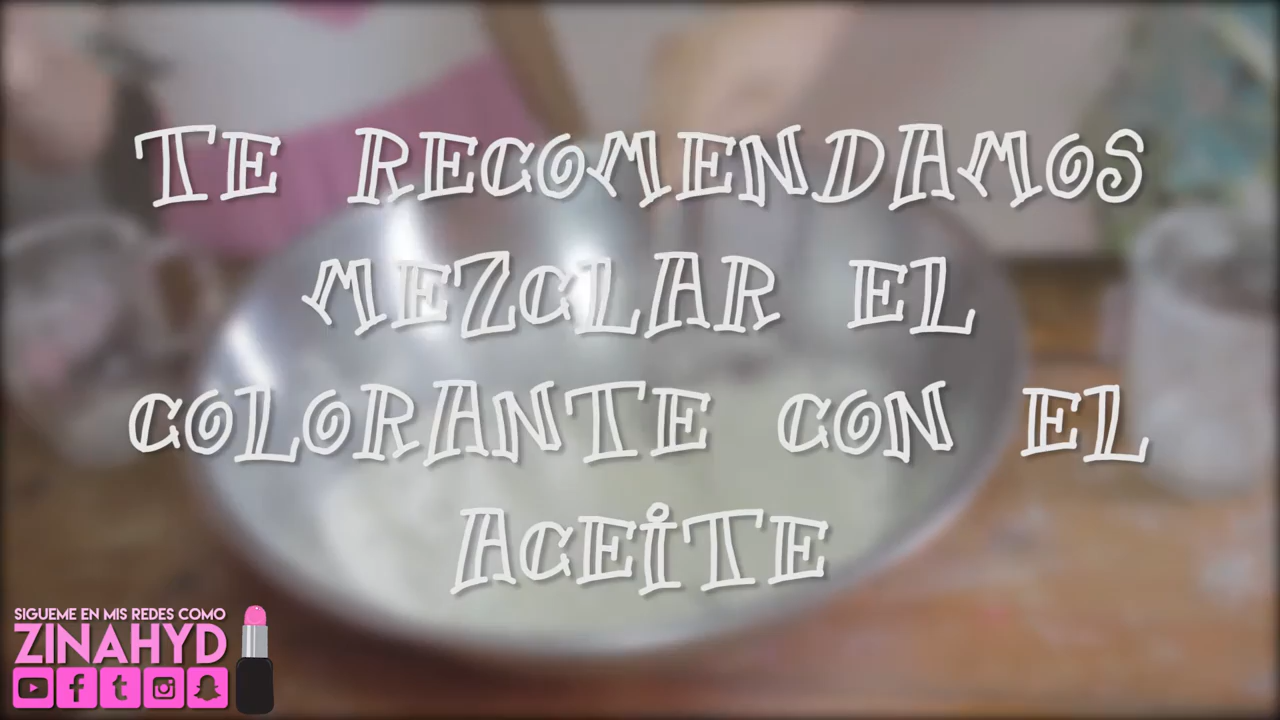 TE RECOMENDAMOS
MEZCLAR EL
COLORANTE CON EL
ACEITE
SIGUEME EN MIS REDES COMO
ZINAHYD